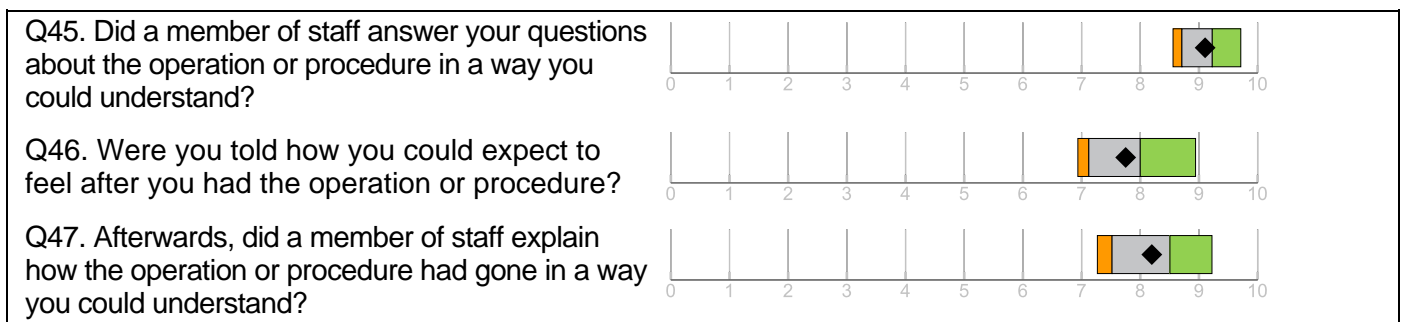 Q45. Did a member of staff answer your questions
about the operation or procedure in a way you
could understand?
0 1 2 3 4 5 6 7 8 9 10
Q46. Were you told how you could expect to
feel after you had the operation or procedure?
0 1 2 3 4 5 6 7 8 9 10
Q47. Afterwards, did a member of staff explain
how the operation or procedure had gone in a way
you could understand?
0 1 2 3 4 5 6 7 8 9 10